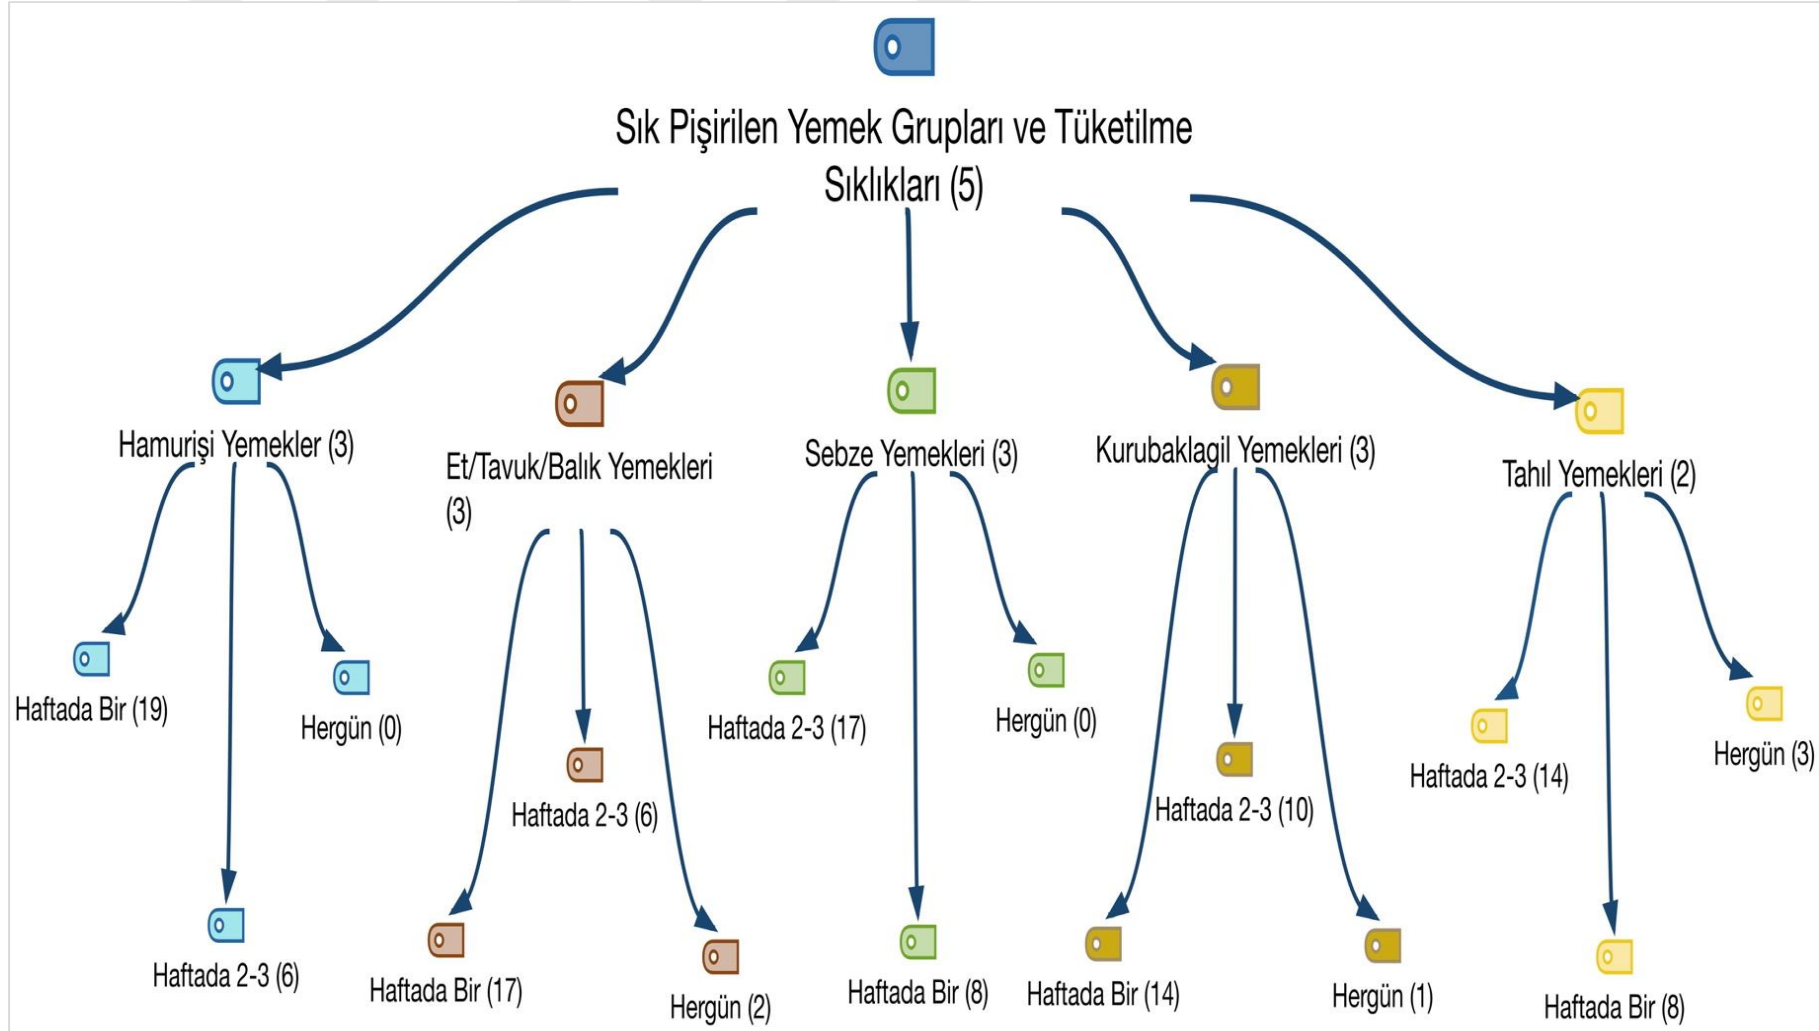 Sık Pişirilen Yemek Grupları ve Tüketilme
Sıklıkları (5)
Hamurişi Yemekler (3)
Et/Tavuk/Balık Yemekleri
(3)
Sebze Yemekleri (3)
Kurubaklagil Yemekleri (3)
Tahıl Yemekleri (2)
Haftada Bir (19)
Haftada 2-3 (6)
Hergün (0)
Haftada Bir (17)
Haftada 2-3 (6)
Hergün (2)
Haftada 2-3 (17)
Haftada Bir (8)
Hergün (0)
Haftada Bir (14)
Haftada 2-3 (10)
Hergün (1)
Haftada 2-3 (14)
Haftada Bir (8)
Hergün (3)